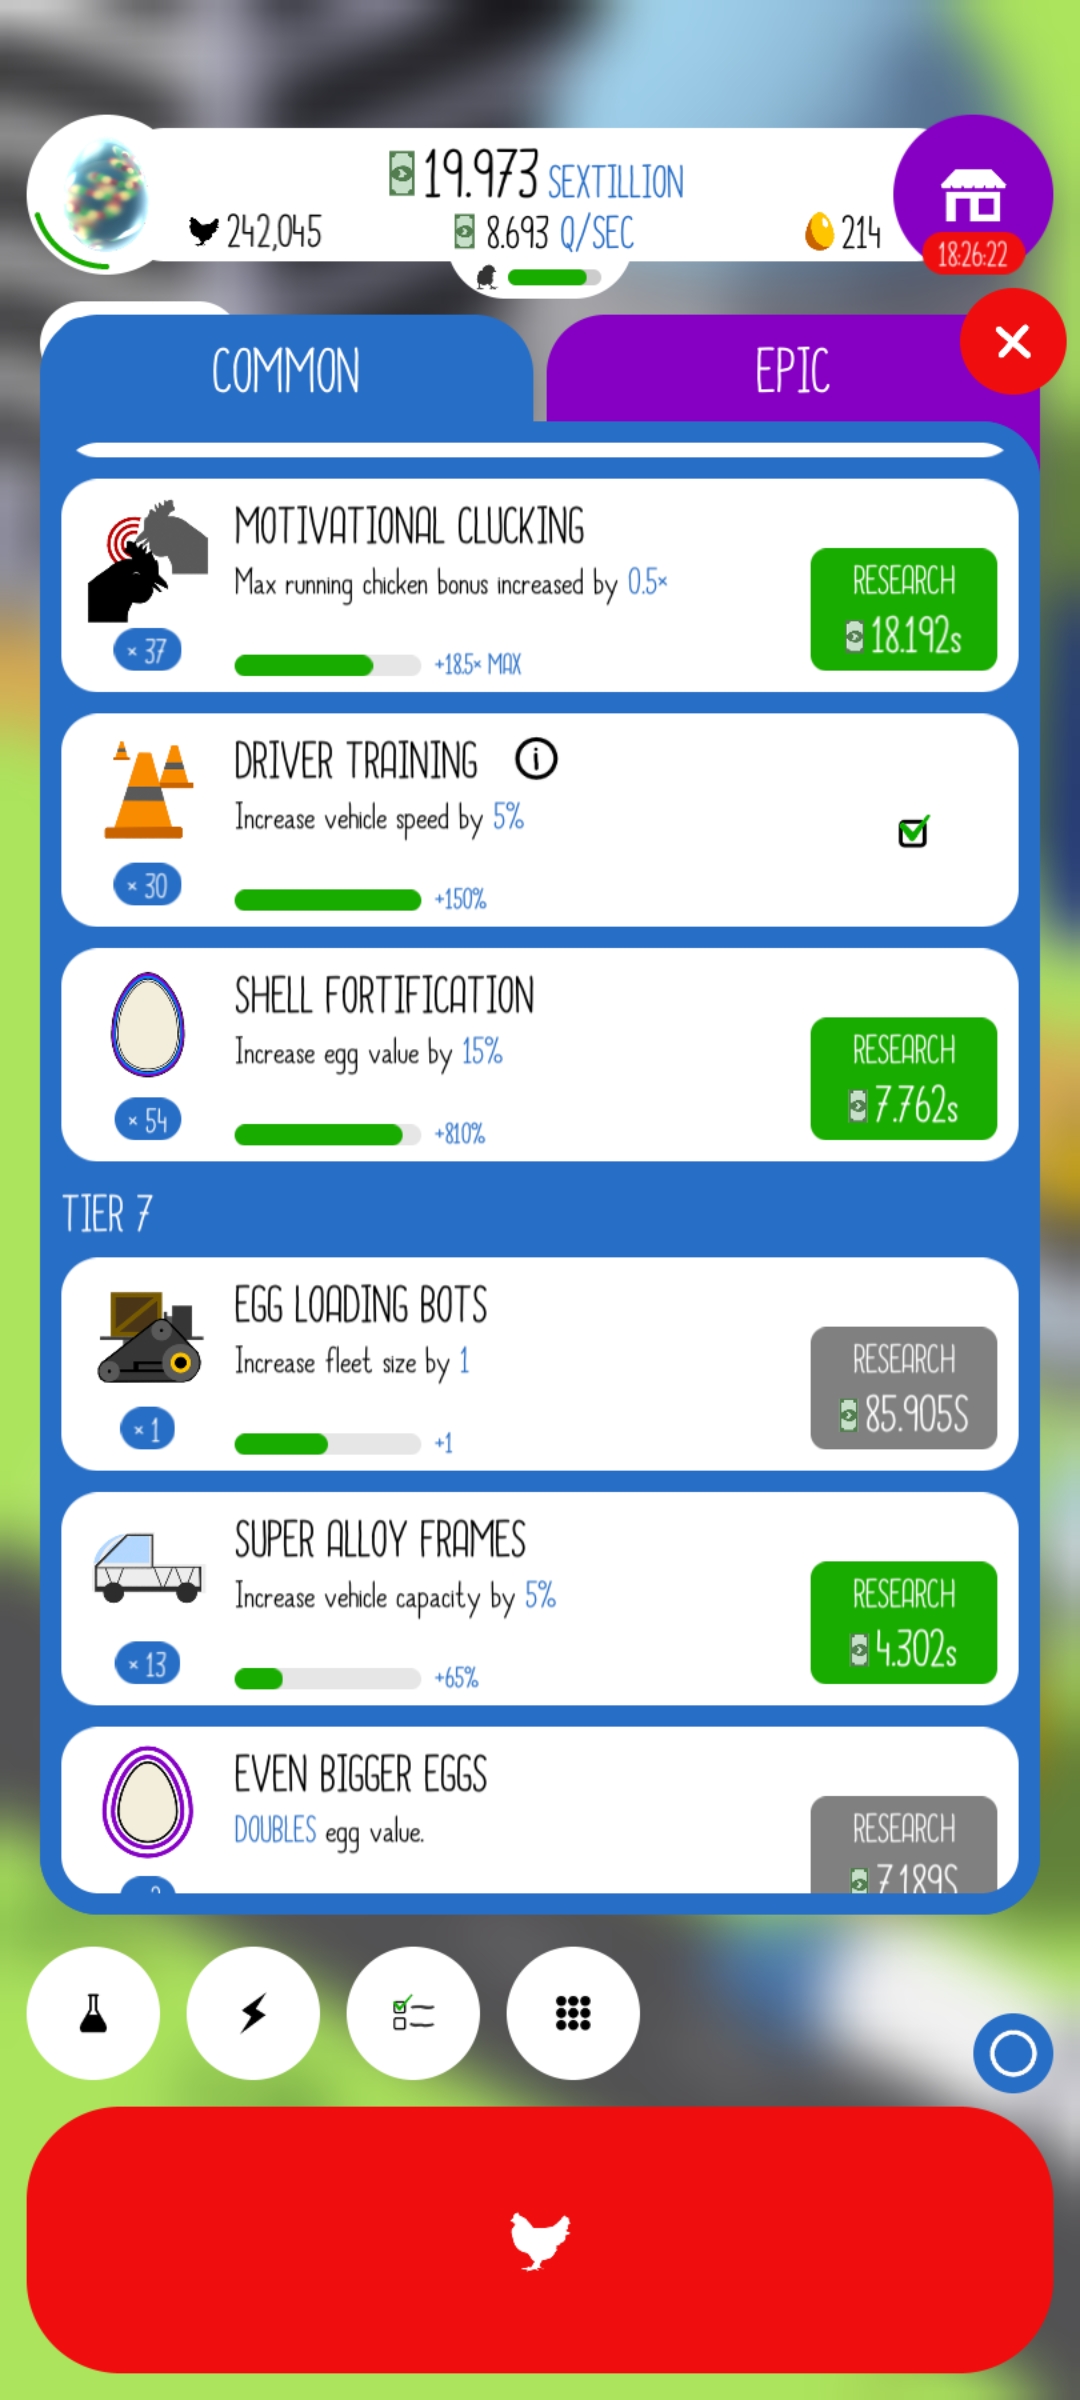 19.973 SEXTILLION
242,045
8.693 Q/SEC
214
18:26:22
COMMON
EPIC
MOTIVATIONAL CLUCKING
Max running chicken bonus increased by 0.5×
RESEARCH
18.192s
× 37
+18.5× MAX
DRIVER TRAINING i
Increase vehicle speed by 5%
× 30
+150%
SHELL FORTIFICATION
Increase egg value by 15%
RESEARCH
7.762s
× 54
+810%
TIER 7
EGG LOADING BOTS
Increase fleet size by 1
RESEARCH
85.905S
× 1
+1
SUPER ALLOY FRAMES
Increase vehicle capacity by 5%
RESEARCH
4.302s
× 13
+65%
EVEN BIGGER EGGS
DOUBLES egg value.
RESEARCH
7.189S